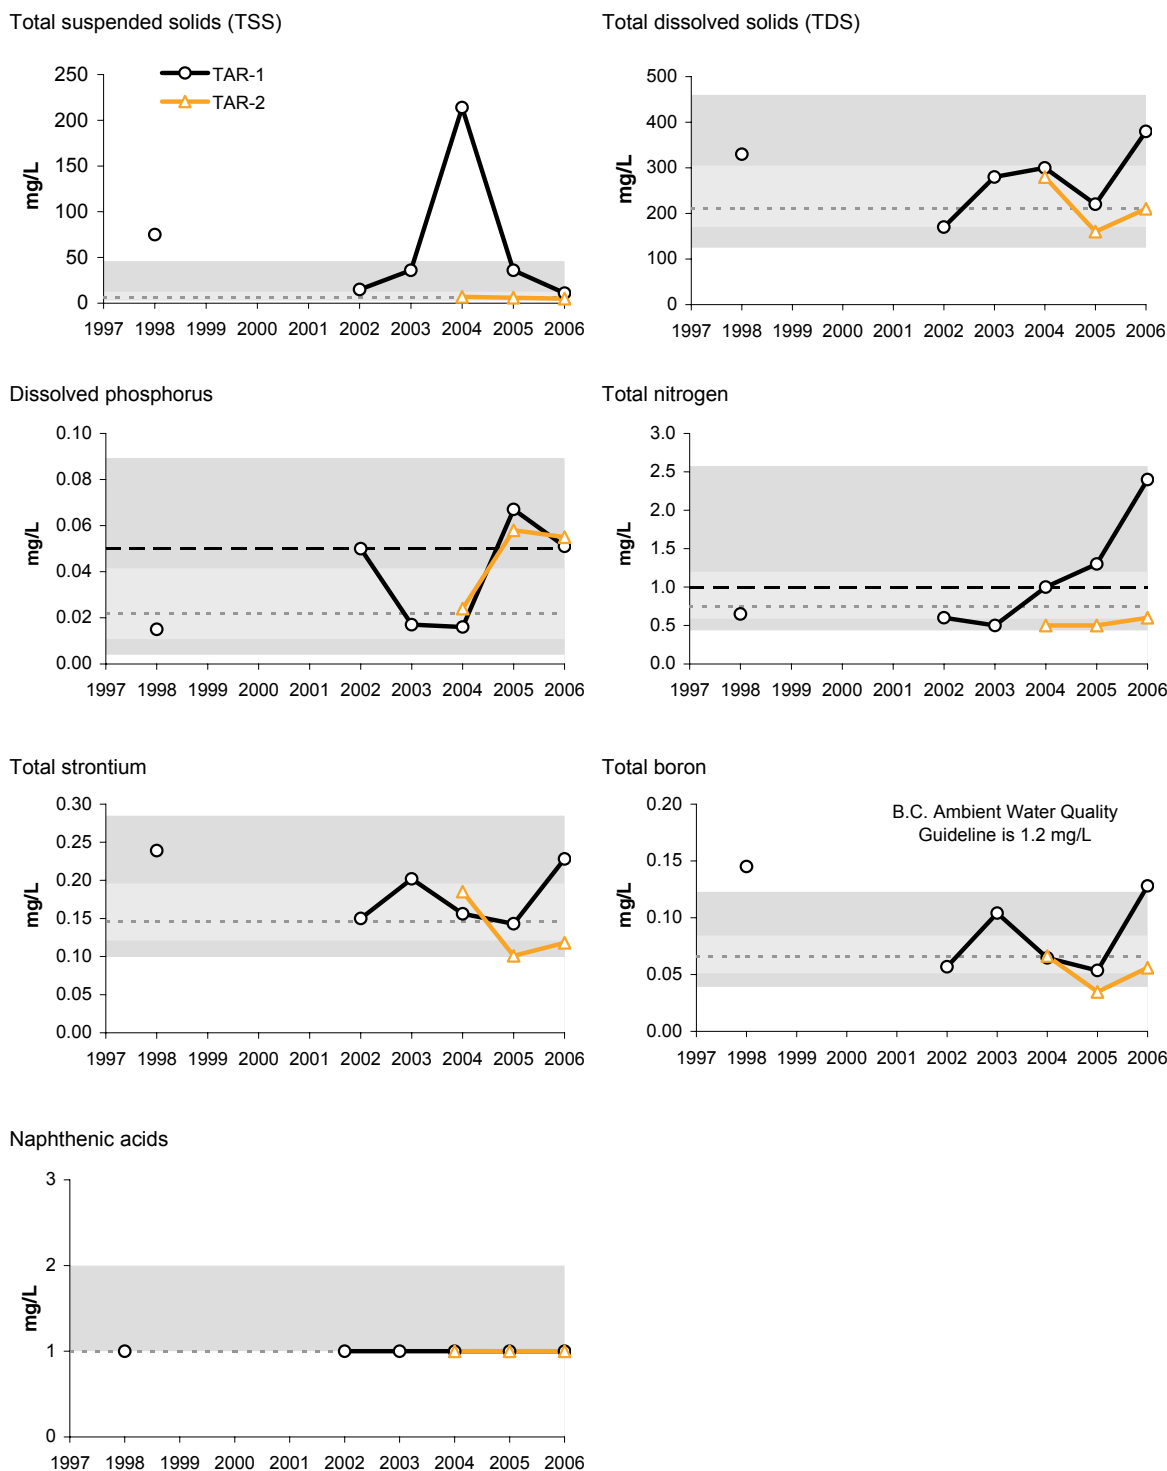 Total suspended solids (TSS)
mg/L
250
200
150
100
50
0
TAR-1
TAR-2
1997 1998 1999 2000 2001 2002 2003 2004 2005 2006
Total dissolved solids (TDS)
mg/L
500
400
300
200
100
0
1997 1998 1999 2000 2001 2002 2003 2004 2005 2006
Dissolved phosphorus
mg/L
0.10
0.08
0.06
0.04
0.02
0.00
1997 1998 1999 2000 2001 2002 2003 2004 2005 2006
Total nitrogen
mg/L
3.0
2.5
2.0
1.5
1.0
0.5
0.0
1997 1998 1999 2000 2001 2002 2003 2004 2005 2006
Total strontium
mg/L
0.30
0.25
0.20
0.15
0.10
0.05
0.00
1997 1998 1999 2000 2001 2002 2003 2004 2005 2006
Total boron
mg/L
0.20
0.15
0.10
0.05
0.00
B.C. Ambient Water Quality
Guideline is 1.2 mg/L
1997 1998 1999 2000 2001 2002 2003 2004 2005 2006
Naphthenic acids
mg/L
3
2
1
0
1997 1998 1999 2000 2001 2002 2003 2004 2005 2006